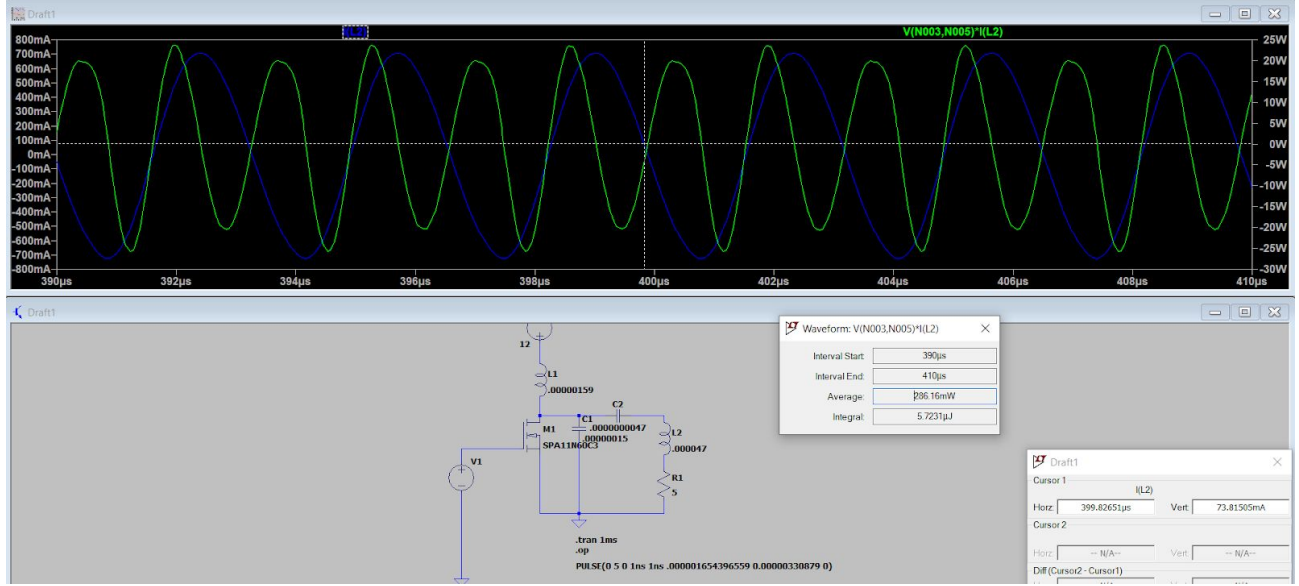 Draft1
I(L2)
V(N003,N005)*I(L2)
800mA
700mA
600mA
500mA
400mA
300mA
200mA
100mA
0mA
-100mA
-200mA
-300mA
-400mA
-500mA
-600mA
-700mA
-800mA
25W
20W
15W
10W
5W
0W
-5W
-10W
-15W
-20W
-25W
-30W
390µs
392µs
394µs
396µs
398µs
400µs
402µs
404µs
406µs
408µs
410µs
Draft1
12
L1
.00000159
C2
.0000000047
C1
.00000015
M1
SPA11N60C3
L2
.000047
V1
R1
5
.tran 1ms
.op
PULSE(0 5 0 1ns 1ns .000001654396559 0.00000330879 0)
Waveform: V(N003,N005)*I(L2)
Interval Start: 390µs
Interval End: 410µs
Average: 286.16mW
Integral: 5.7231µJ
Draft1
Cursor 1
I(L2)
Horz: 399.82651µs Vert: 73.81505mA
Cursor 2
Horz: -- N/A-- Vert: -- N/A--
Diff (Cursor2 - Cursor1)